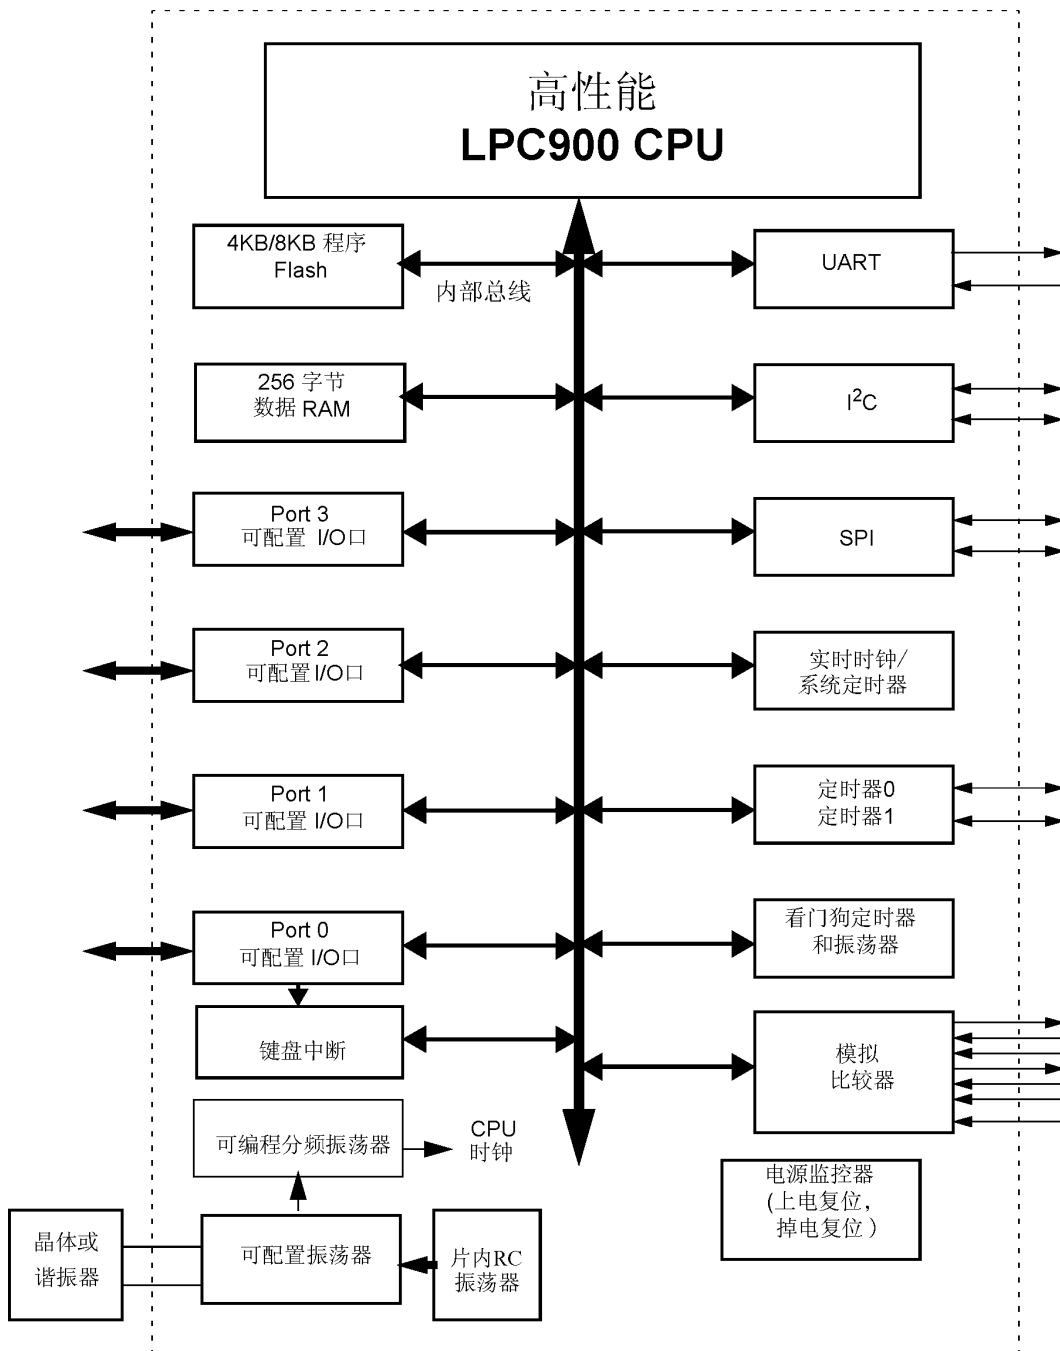 高性能
LPC900 CPU
4KB/8KB 程序
Flash
内部总线
UART
256 字节
数据 RAM
I²C
Port 3
可配置 I/O口
SPI
Port 2
可配置 I/O口
实时时钟/
系统定时器
Port 1
可配置 I/O口
定时器0
定时器1
Port 0
可配置 I/O口
看门狗定时器
和振荡器
键盘中断
模拟
比较器
可编程分频振荡器
CPU
时钟
电源监控器
(上电复位，
掉电复位）
晶体或
谐振器
可配置振荡器
片内RC
振荡器